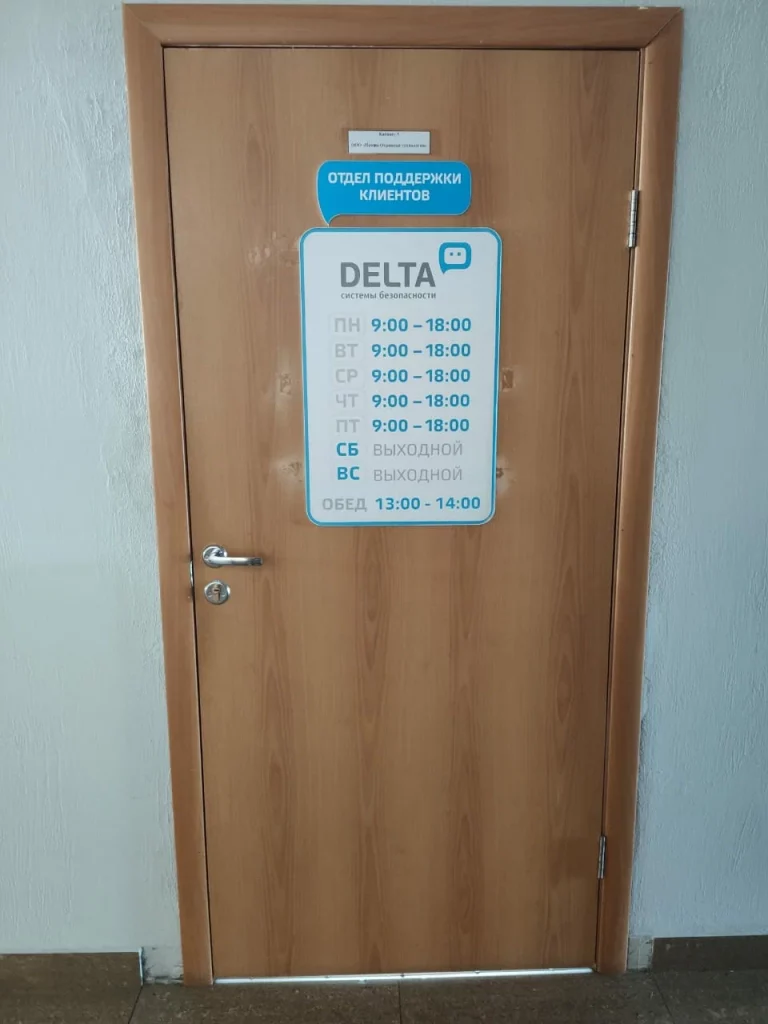 ОТДЕЛ ПОДДЕРЖКИ
КЛИЕНТОВ
DELTA
системы безопасности
ПН 9:00 – 18:00
ВТ 9:00 – 18:00
СР 9:00 – 18:00
ЧТ 9:00 – 18:00
ПТ 9:00 – 18:00
СБ ВЫХОДНОЙ
ВС ВЫХОДНОЙ
ОБЕД 13:00 - 14:00